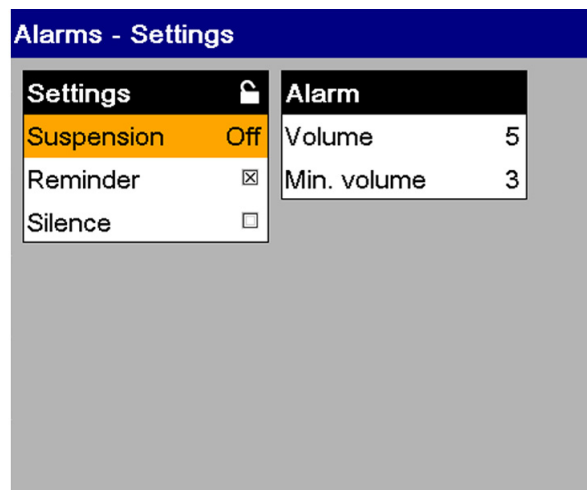 Alarms - Settings
Settings
Suspension Off
Reminder ☒
Silence ☐
Alarm
Volume 5
Min. volume 3